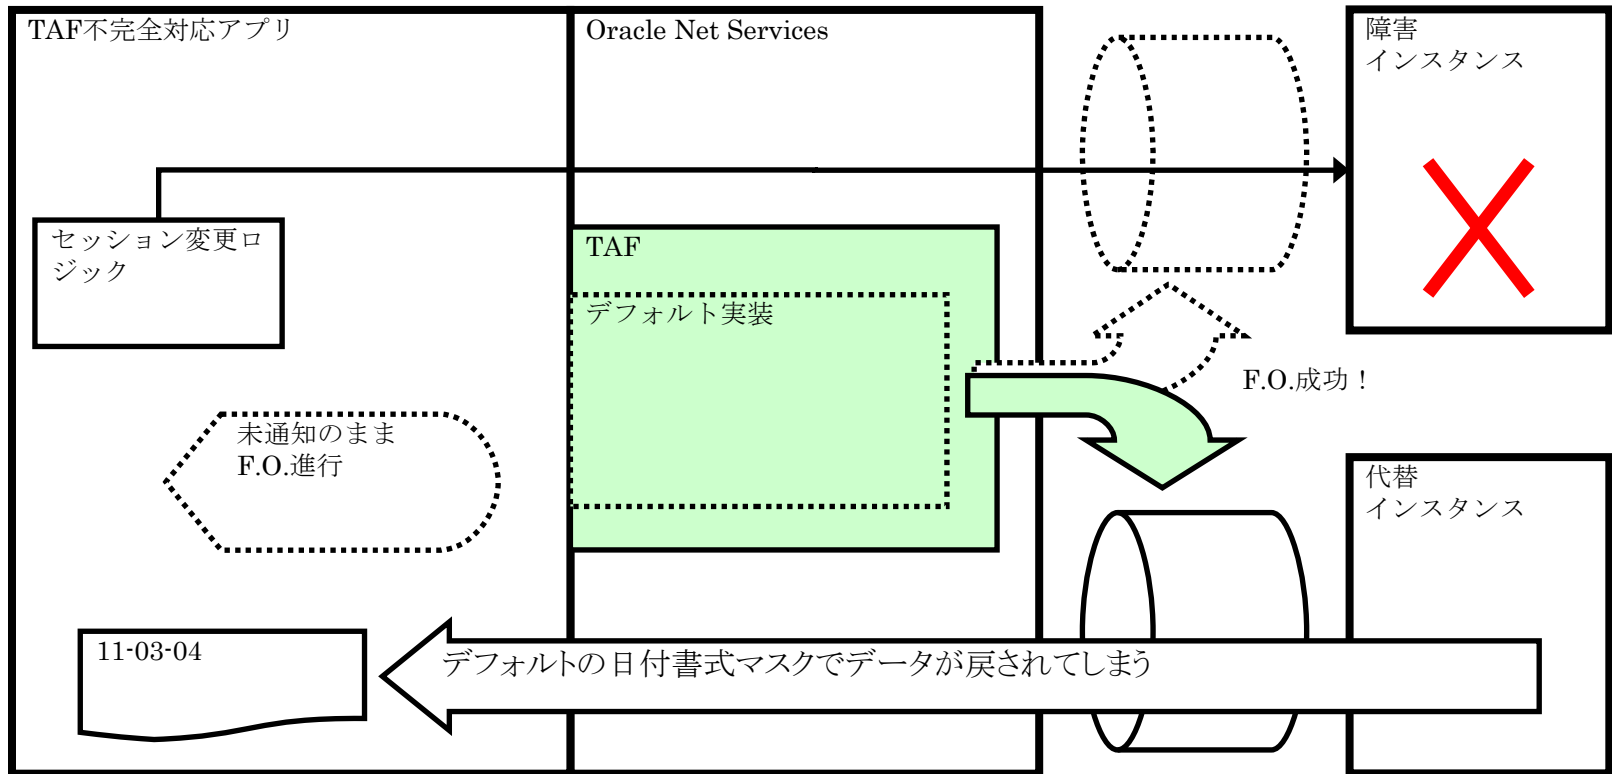 TAF不完全対応アプリ
Oracle Net Services
障害
インスタンス
セッション変更ロ
ジック
TAF
デフォルト実装
F.O.成功！
未通知のまま
F.O.進行
代替
インスタンス
11-03-04
デフォルトの日付書式マスクでデータが戻されてしまう